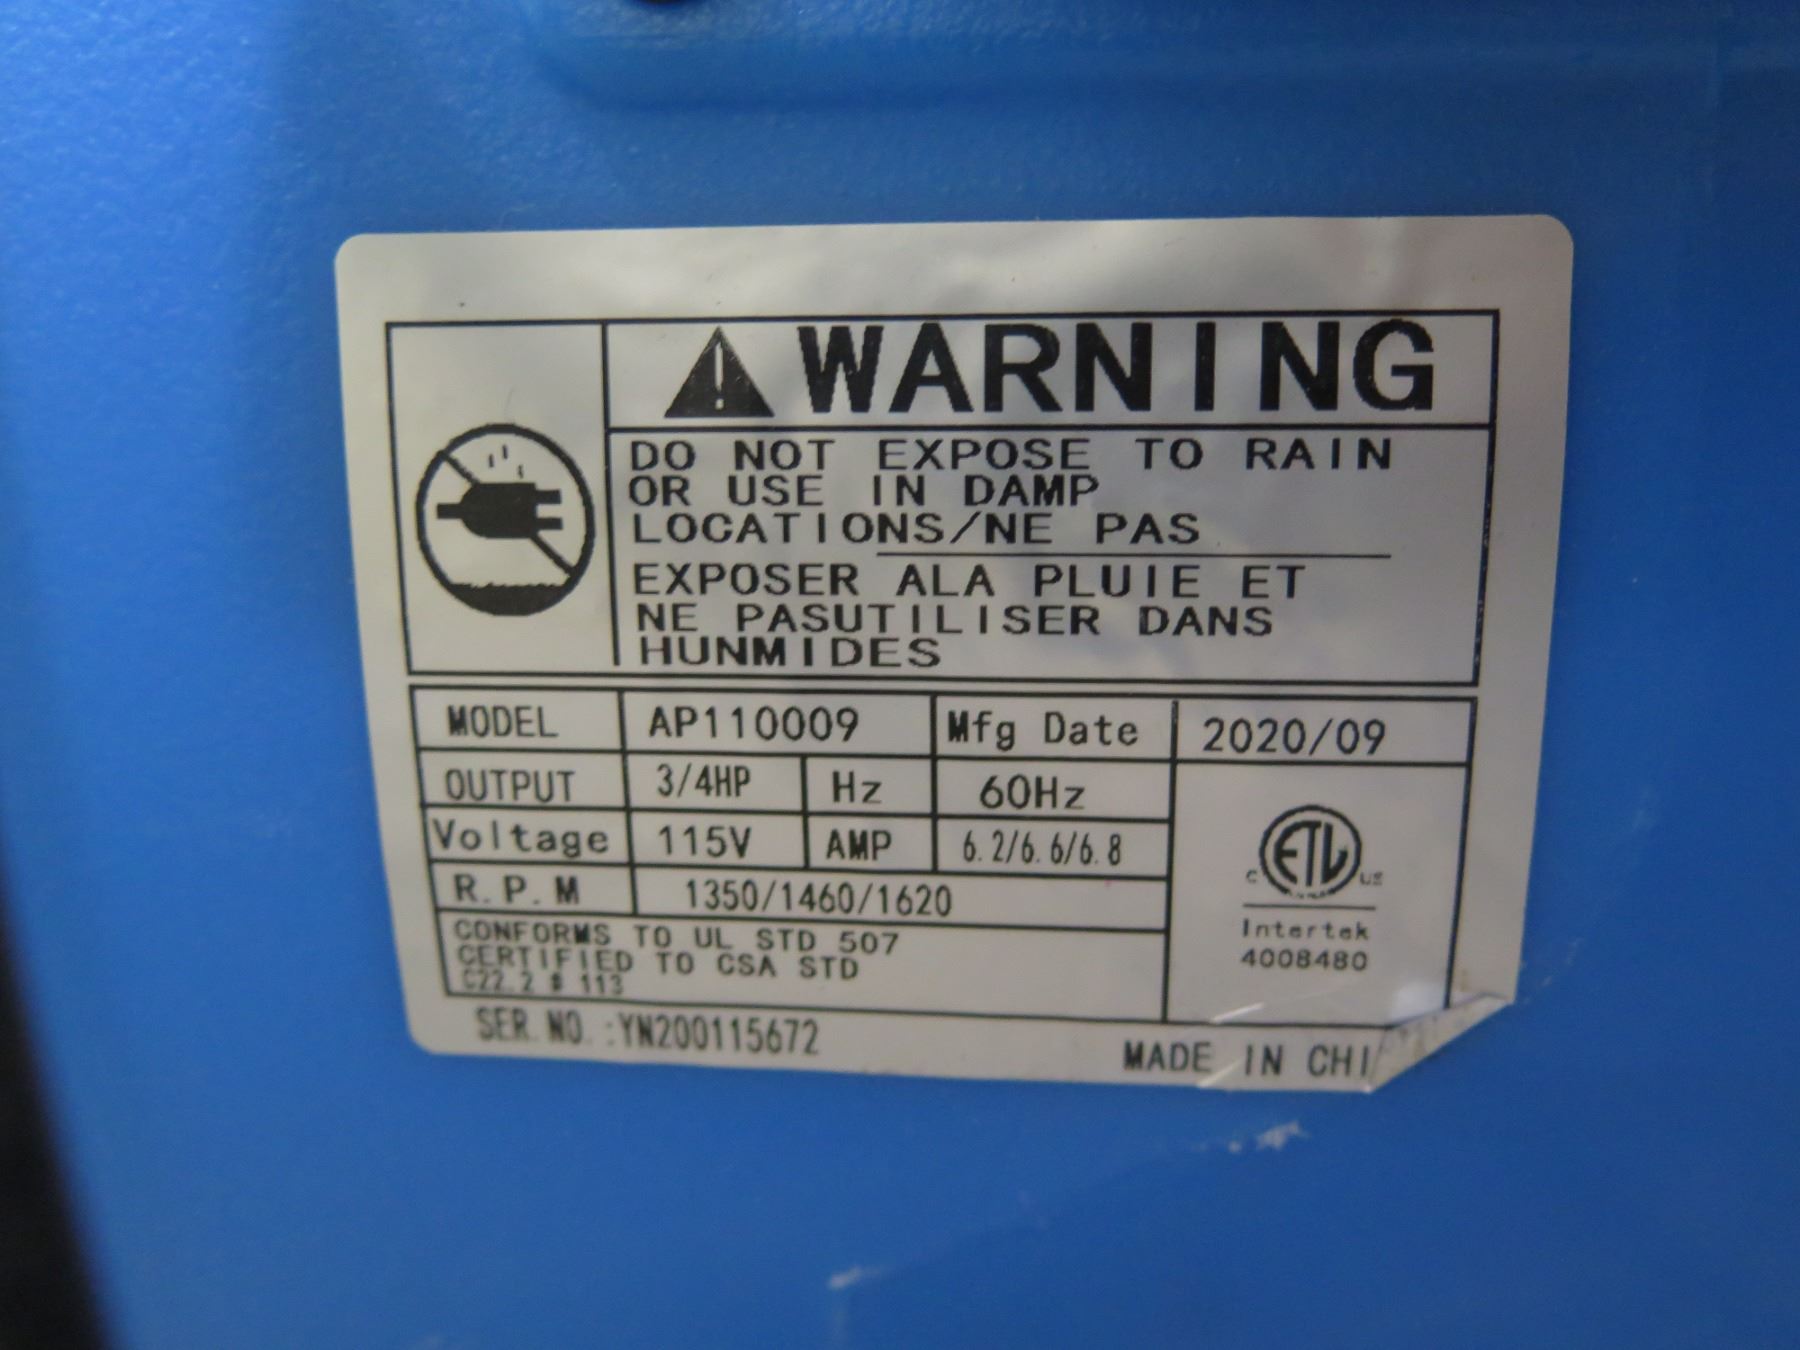 WARNING
DO NOT EXPOSE TO RAIN
OR USE IN DAMP
LOCATIONS/NE PAS
EXPOSER ALA PLUIE ET
NE PASUTILISER DANS
HUNMIDES
MODEL AP110009 Mfg Date 2020/09
OUTPUT 3/4HP Hz 60Hz
Voltage 115V AMP 6.2/6.6/6.8
R.P.M 1350/1460/1620
CONFORMS TO UL STD 507
CERTIFIED TO CSA STD
C22.2 # 113
C ETL US
Intertek
4008480
SER.NO.:YN200115672
MADE IN CHI